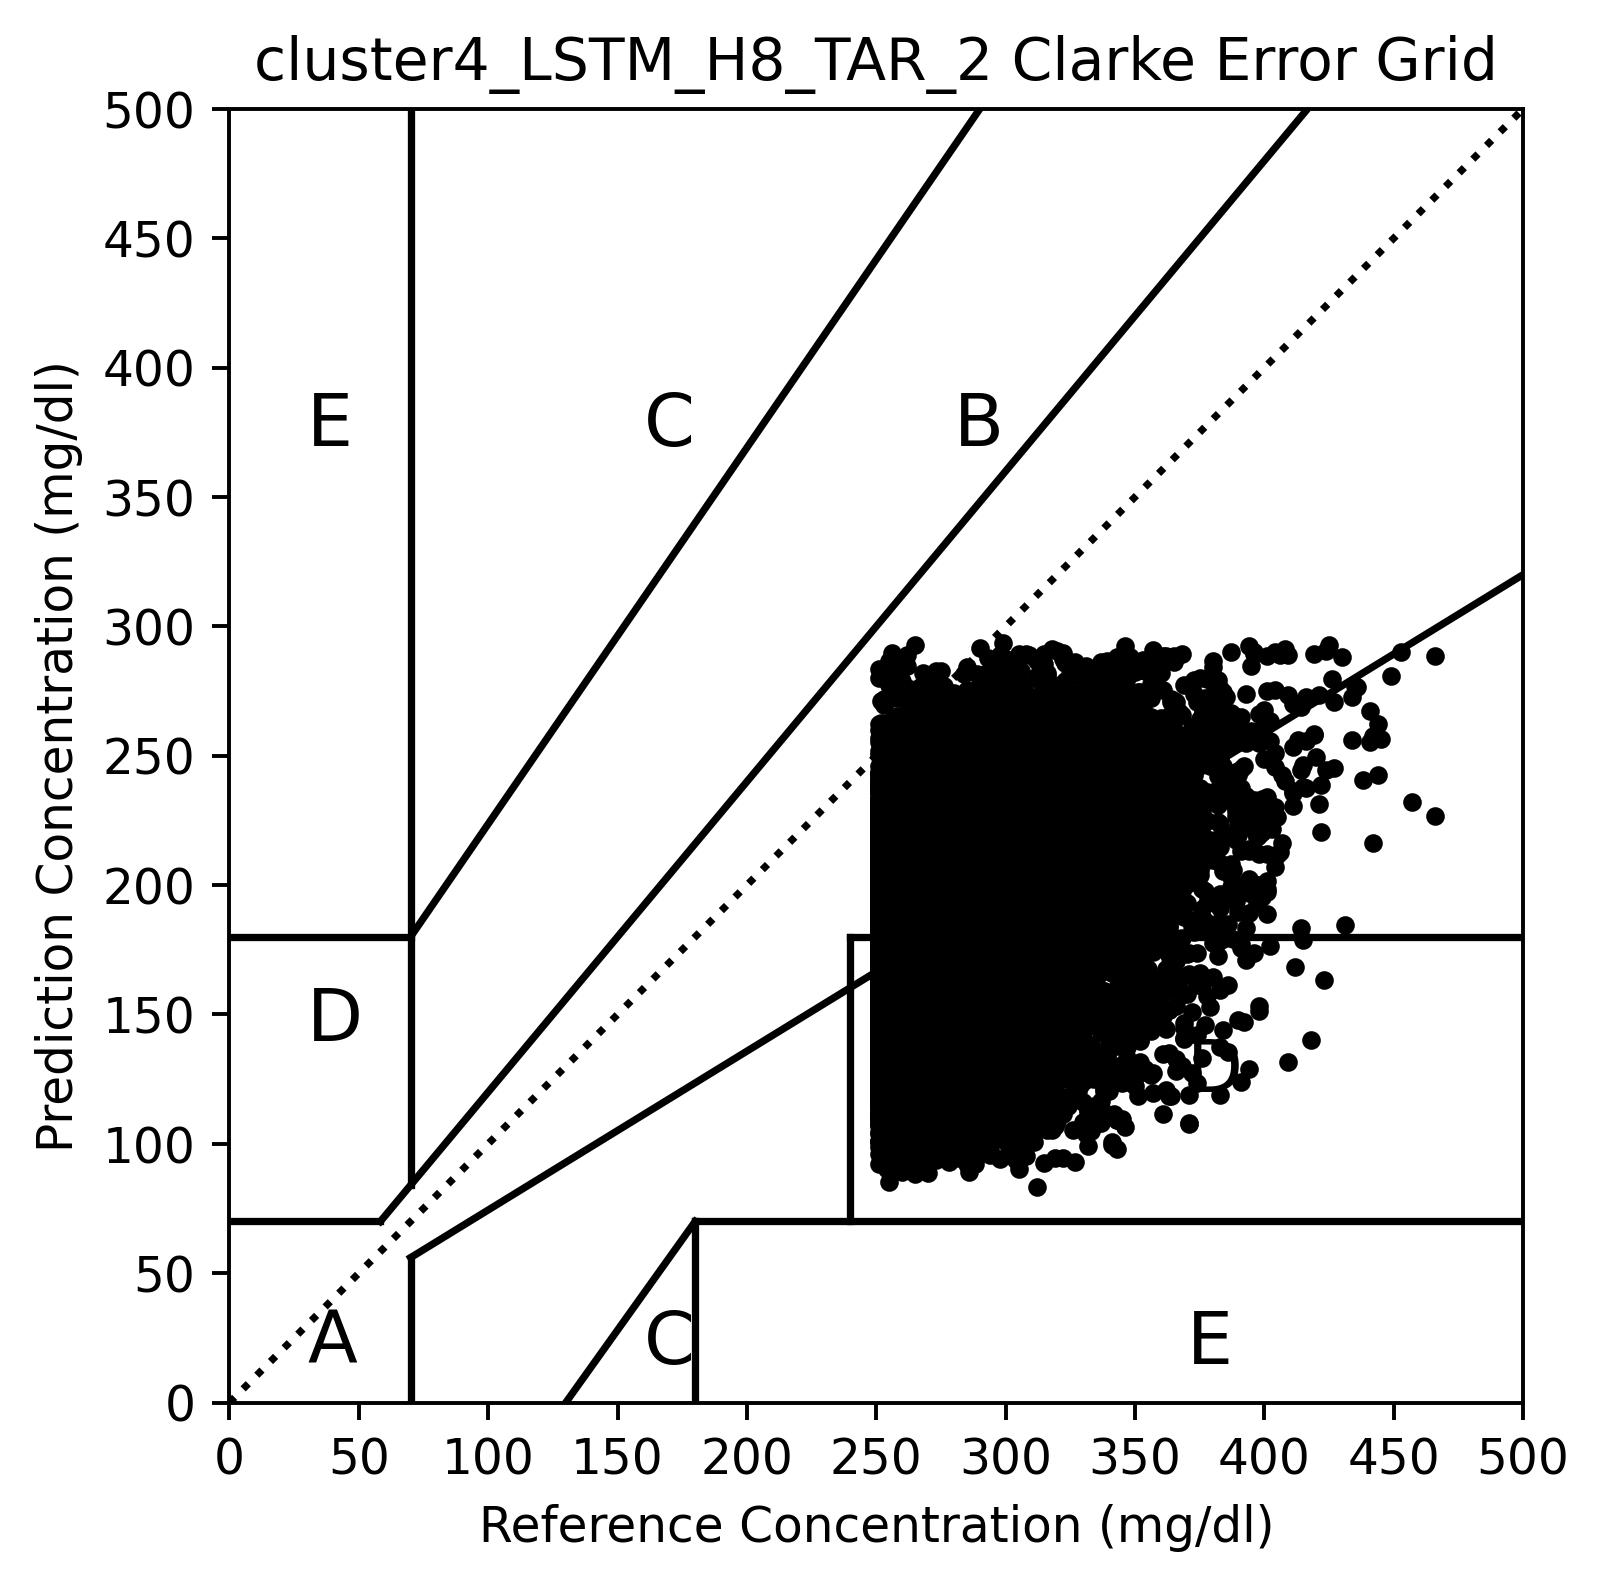 cluster4_LSTM_H8_TAR_2 Clarke Error Grid
500
450
400
350
300
250
200
150
100
50
0
Prediction Concentration (mg/dl)
E
C
B
D
D
A
C
E
0 50 100 150 200 250 300 350 400 450 500
Reference Concentration (mg/dl)